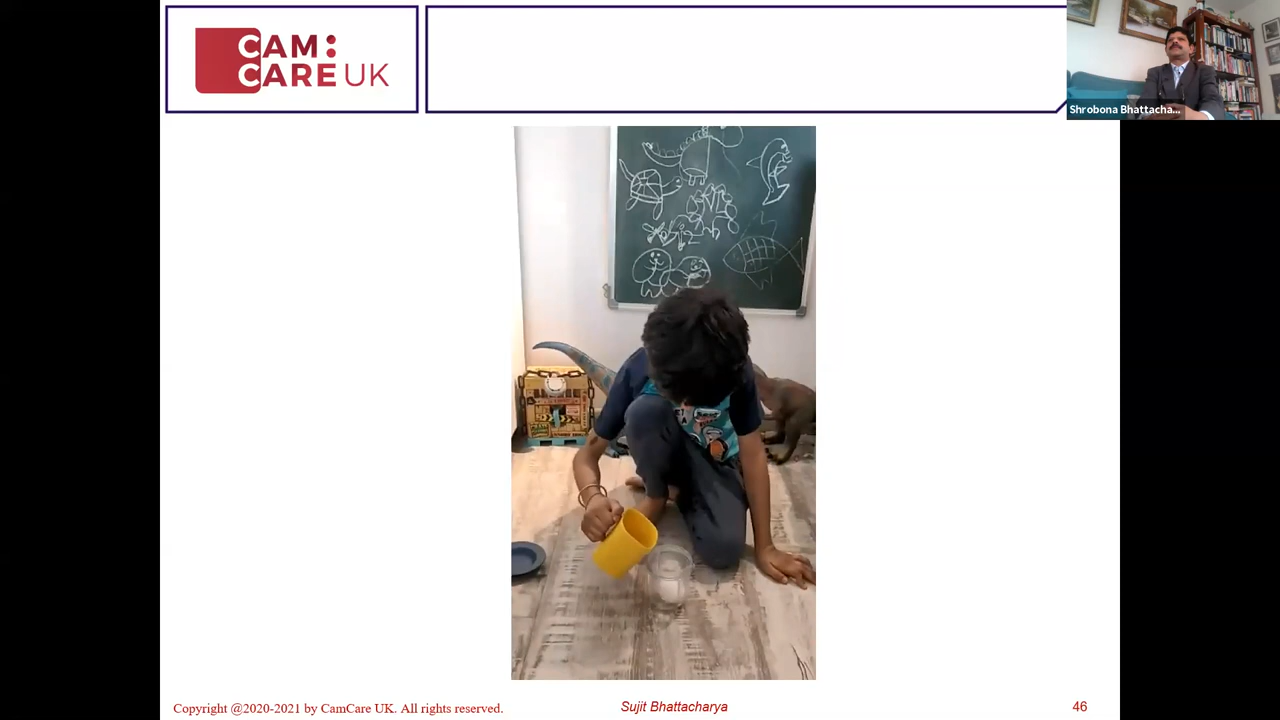 CAM:
CARE UK
Shrobona Bhattacha...
Copyright @2020-2021 by CamCare UK. All rights reserved.
Sujit Bhattacharya
46